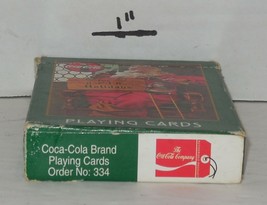 1"
PLAYING CARDS
Coca-Cola Brand
Playing Cards
Order No: 334
The
Coca-Cola Company